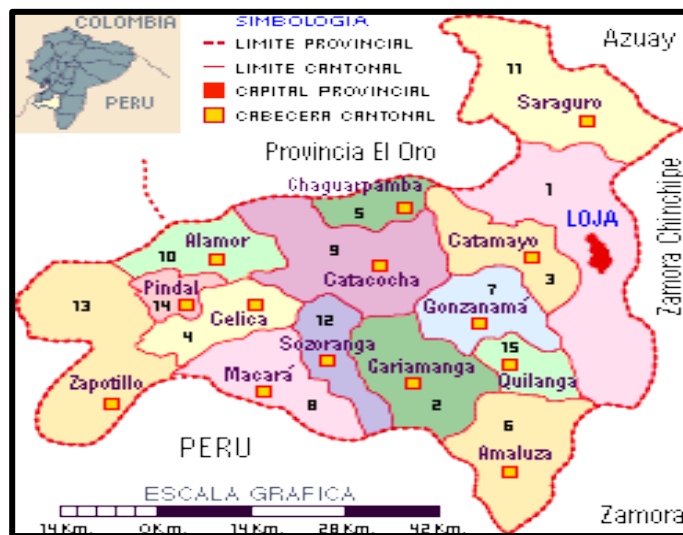 COLOMBIA
PERU
SIMBOLOGIA
LIMITE PROVINCIAL
LIMITE CANTONAL
CAPITAL PROVINCIAL
CABECERA CANTONAL
Azuay
11
Saraguro
Provincia El Oro
Zamora Chinchipe
1
LOJA
Chaguarpamba
5
Catamayo
3
10
Alamor
9
Catacocha
7
Gonzanamá
13
Pindal
14
Celica
4
12
Sozoranga
15
Quilanga
Zapotillo
Macará
8
Cariamanga
2
6
Amaluza
PERU
Zamora
ESCALA GRAFICA
14 Km.
0 Km.
14 Km.
28 Km.
42 Km.